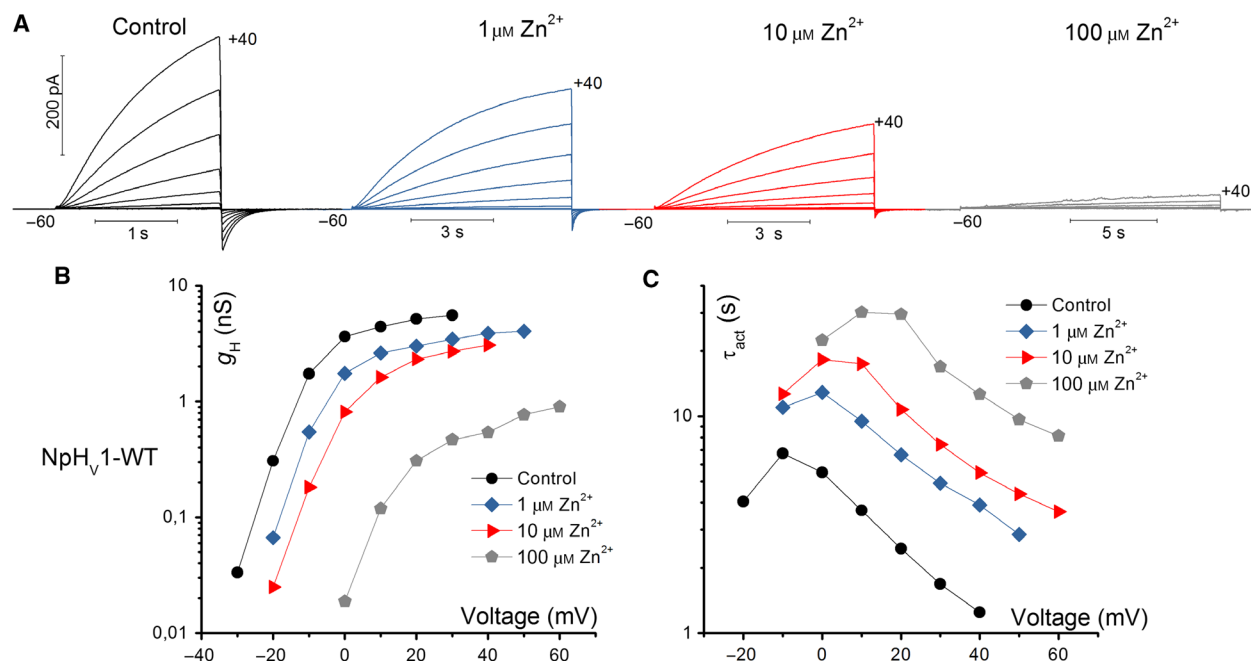 A
Control
1 μM Zn2+
10 μM Zn2+
100 μM Zn2+
+40
+40
+40
+40
200 pA
−60
1 s
−60
3 s
−60
3 s
−60
5 s
B
NpHV1-WT
gH (nS)
10
1
0,1
0,01
−40
−20
0
20
40
60
Voltage (mV)
Control
1 μM Zn2+
10 μM Zn2+
100 μM Zn2+
C
τact (s)
10
1
−20
0
20
40
60
Voltage (mV)
Control
1 μM Zn2+
10 μM Zn2+
100 μM Zn2+